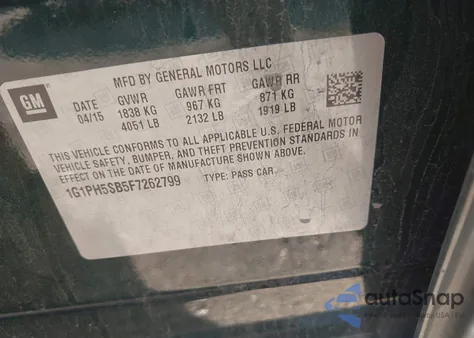 GM
MFD BY GENERAL MOTORS LLC
DATE GVWR GAWR FRT GAWR RR
04/15 1838 KG 967 KG 871 KG
4051 LB 2132 LB 1919 LB
THIS VEHICLE CONFORMS TO ALL APPLICABLE U.S. FEDERAL MOTOR
VEHICLE SAFETY, BUMPER, AND THEFT PREVENTION STANDARDS IN
EFFECT ON THE DATE OF MANUFACTURE SHOWN ABOVE.
1G1PH5SB5F7262799 TYPE: PASS CAR
autoSnap